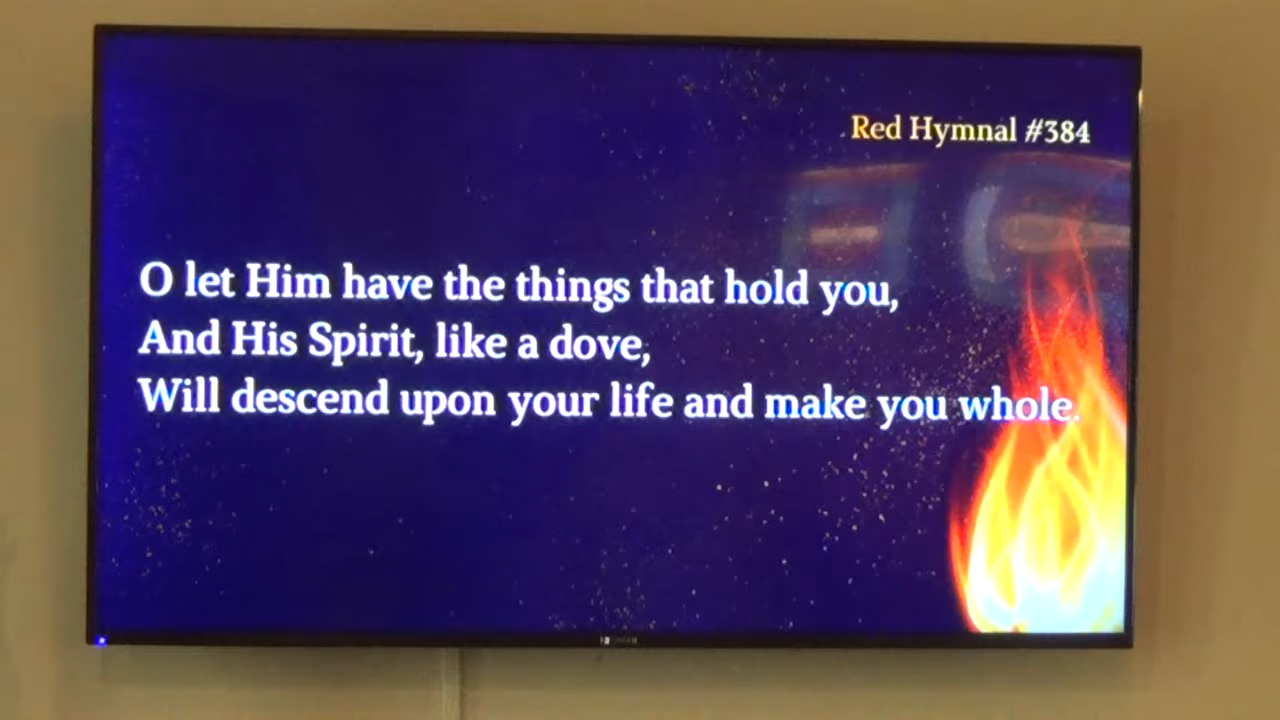 Red Hymnal #384
O let Him have the things that hold you,
And His Spirit, like a dove,
Will descend upon your life and make you whole.